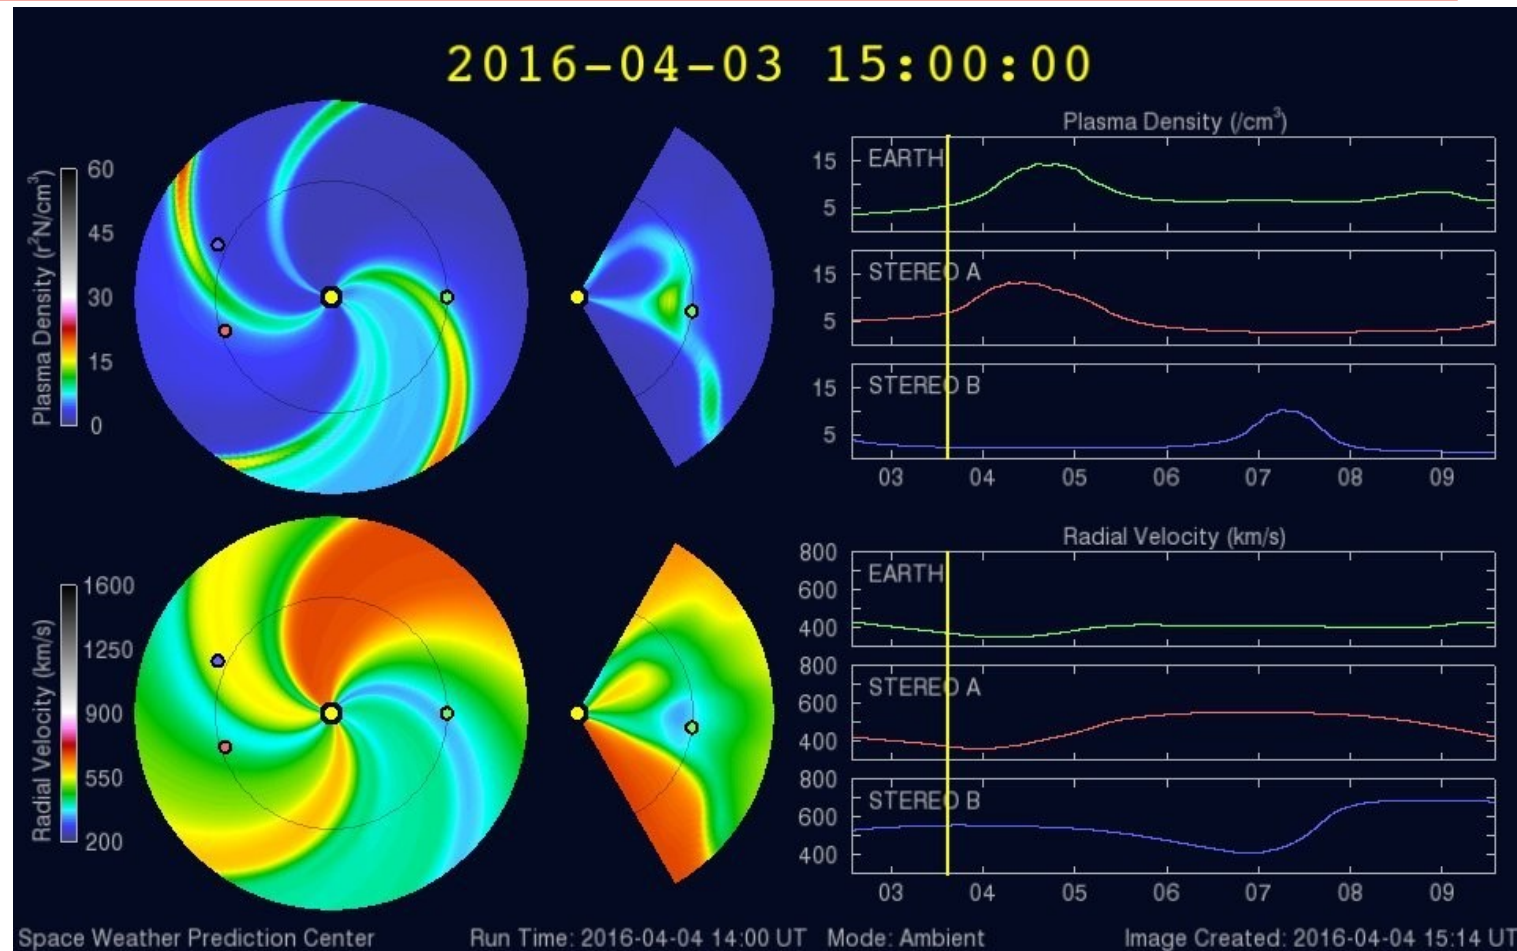 2016-04-03 15:00:00
Plasma Density (r²N/cm³)
60
45
30
15
0
Plasma Density (/cm³)
EARTH
15
5
STEREO A
15
5
STEREO B
15
5
03 04 05 06 07 08 09
Radial Velocity (km/s)
1600
1250
900
550
200
Radial Velocity (km/s)
800
EARTH
600
400
800
STEREO A
600
400
800
STEREO B
600
400
03 04 05 06 07 08 09
Space Weather Prediction Center Run Time: 2016-04-04 14:00 UT Mode: Ambient Image Created: 2016-04-04 15:14 UT